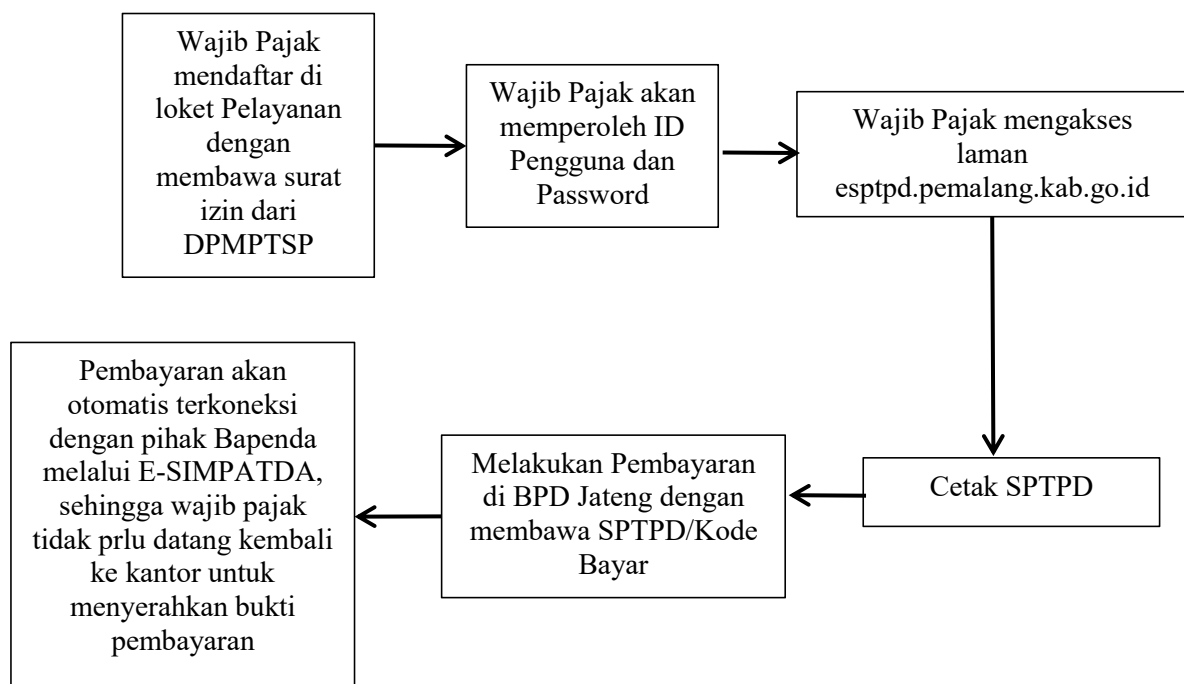 Wajib Pajak
mendaftar di
loket Pelayanan
dengan
membawa surat
izin dari
DPMPTSP
Wajib Pajak akan
memperoleh ID
Pengguna dan
Password
Wajib Pajak mengakses
laman
esptpd.pemalang.kab.go.id
Cetak SPTPD
Melakukan Pembayaran
di BPD Jateng dengan
membawa SPTPD/Kode
Bayar
Pembayaran akan
otomatis terkoneksi
dengan pihak Bapenda
melalui E-SIMPATDA,
sehingga wajib pajak
tidak prlu datang kembali
ke kantor untuk
menyerahkan bukti
pembayaran